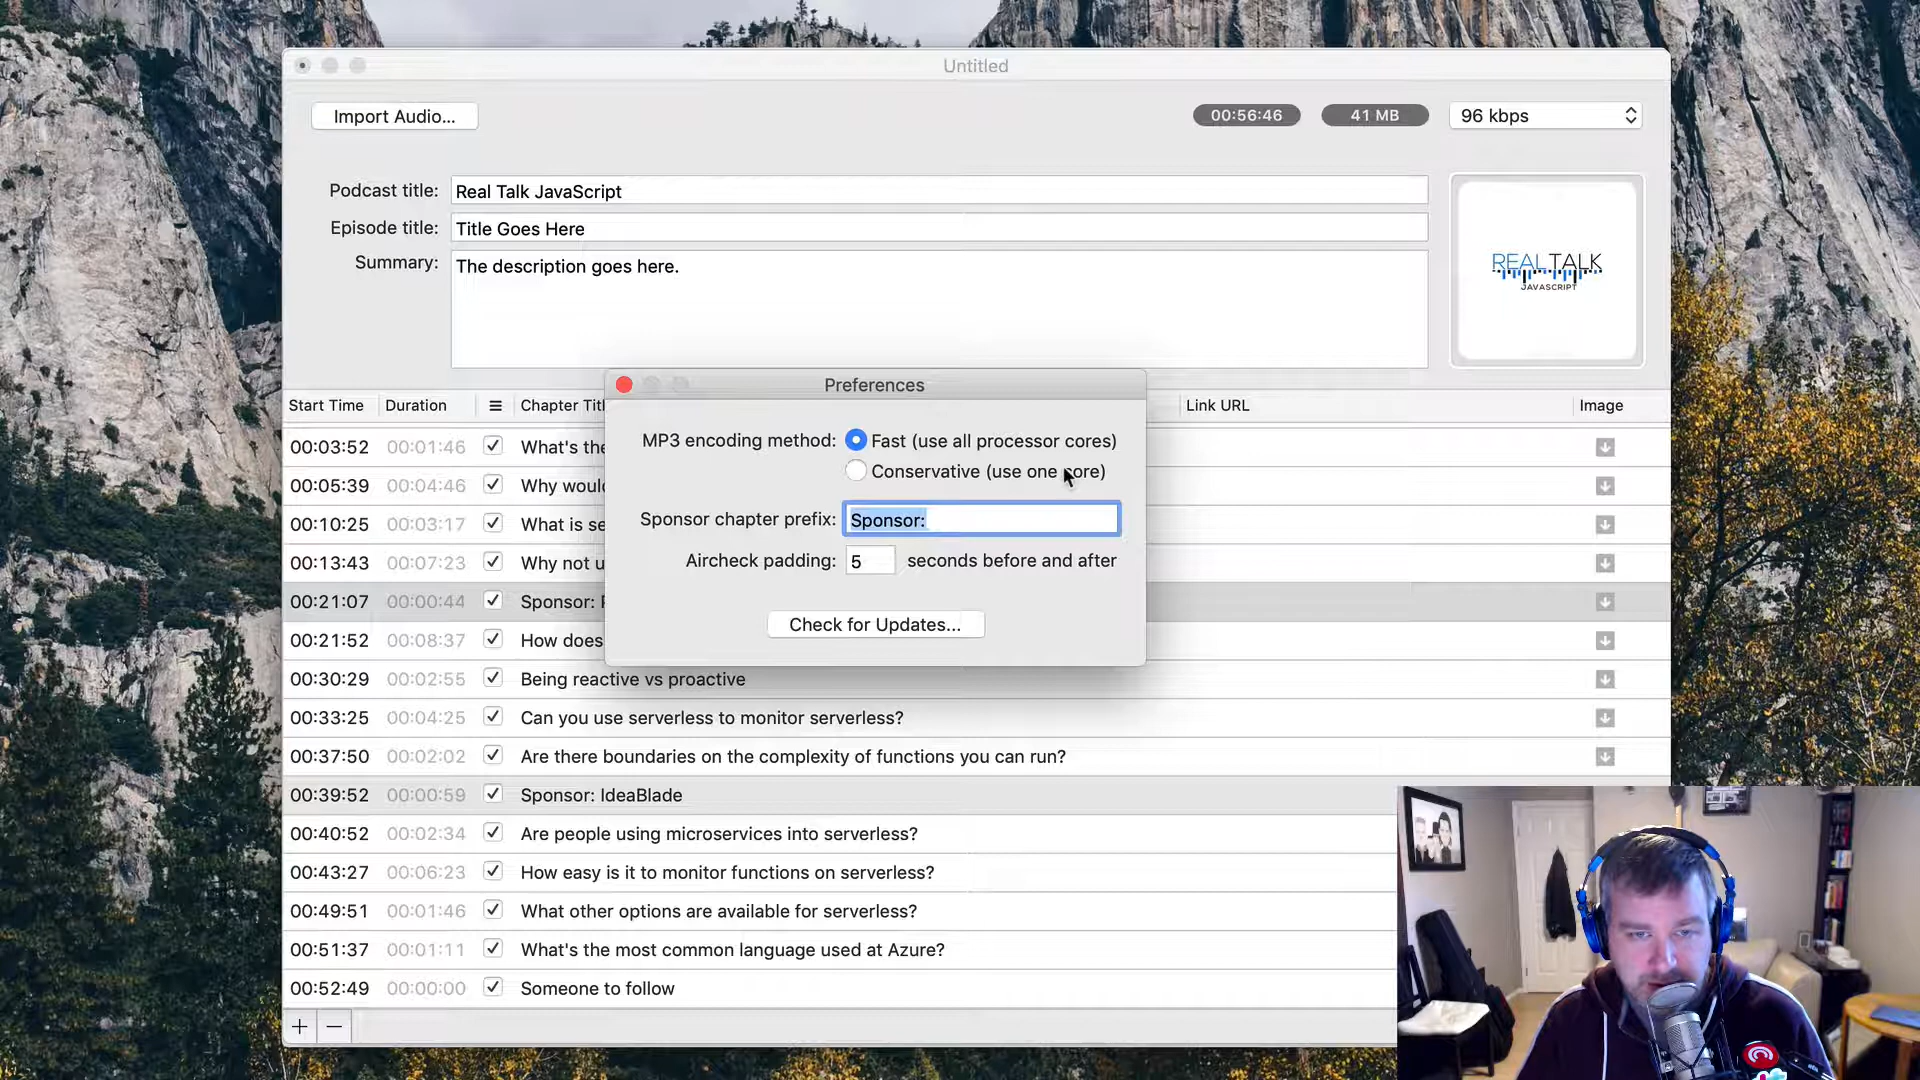 Untitled
Import Audio...
00:56:46
41 MB
96 kbps
Podcast title:
Real Talk JavaScript
Episode title:
Title Goes Here
Summary:
The description goes here.
REALTALK
JAVASCRIPT
Start Time
Duration
Chapter Titl
Link URL
Image
00:03:52 00:01:46 What's the
00:05:39 00:04:46 Why would
00:10:25 00:03:17 What is se
00:13:43 00:07:23 Why not u
00:21:07 00:00:44 Sponsor:
00:21:52 00:08:37 How does
00:30:29 00:02:55 Being reactive vs proactive
00:33:25 00:04:25 Can you use serverless to monitor serverless?
00:37:50 00:02:02 Are there boundaries on the complexity of functions you can run?
00:39:52 00:00:59 Sponsor: IdeaBlade
00:40:52 00:02:34 Are people using microservices into serverless?
00:43:27 00:06:23 How easy is it to monitor functions on serverless?
00:49:51 00:01:46 What other options are available for serverless?
00:51:37 00:01:11 What's the most common language used at Azure?
00:52:49 00:00:00 Someone to follow
Preferences
MP3 encoding method:
Fast (use all processor cores)
Conservative (use one core)
Sponsor chapter prefix:
Sponsor:
Aircheck padding:
5
seconds before and after
Check for Updates...